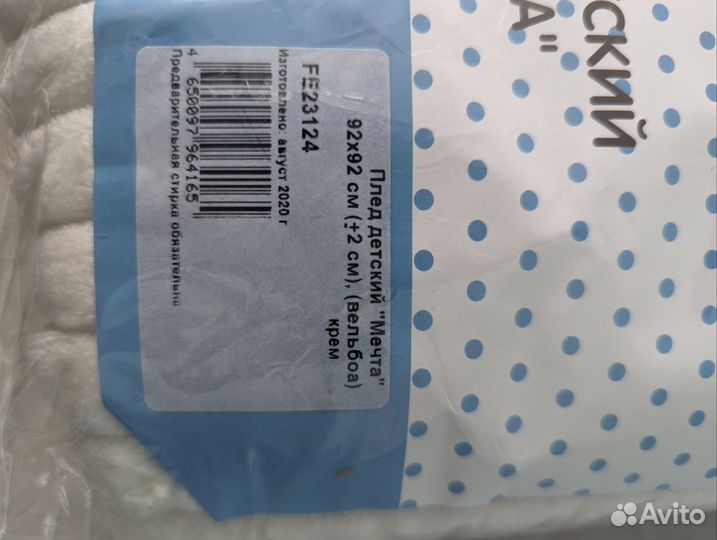 СКИЙ
А"
Плед детский "Мечта"
92х92 см (±2 см), (вельбоа)
крем
FE23124
Изготовлено: август 2020 г
4 650097 964165
Предварительная стирка обязательна
Avito